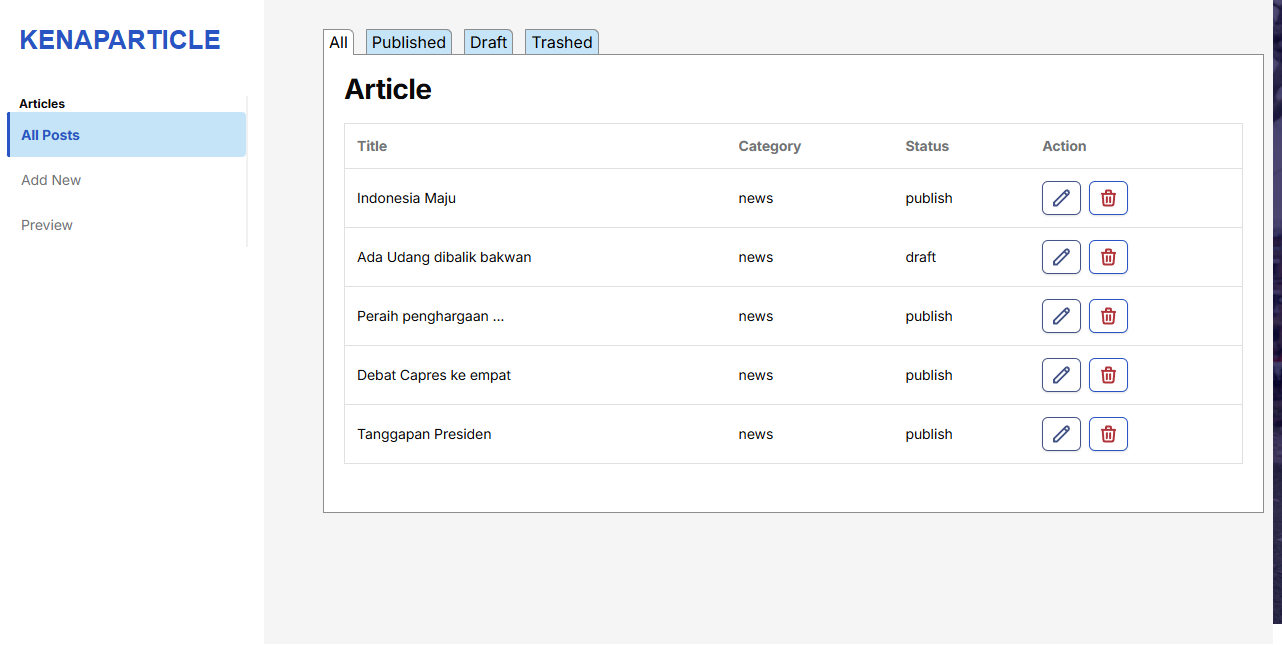 KENAPARTICLE
Articles
All Posts
Add New
Preview
All Published Draft Trashed
Article
Title Category Status Action
Indonesia Maju news publish
Ada Udang dibalik bakwan news draft
Peraih penghargaan ... news publish
Debat Capres ke empat news publish
Tanggapan Presiden news publish